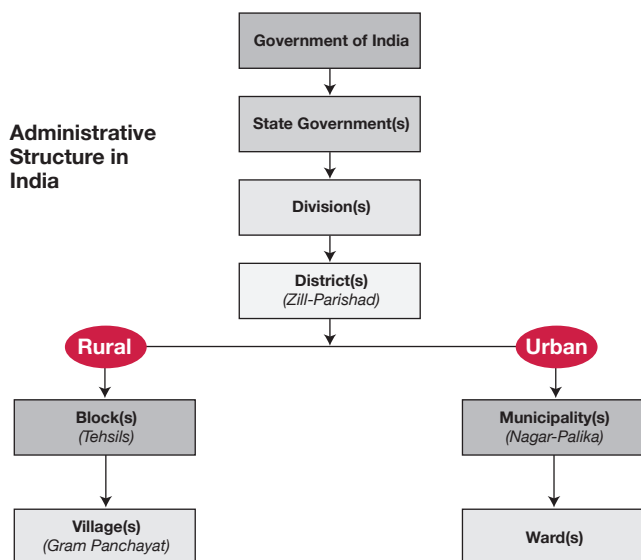 Government of India
State Government(s)
Administrative
Structure in
India
Division(s)
District(s)
(Zill-Parishad)
Rural
Urban
Block(s)
(Tehsils)
Municipality(s)
(Nagar-Palika)
Village(s)
(Gram Panchayat)
Ward(s)